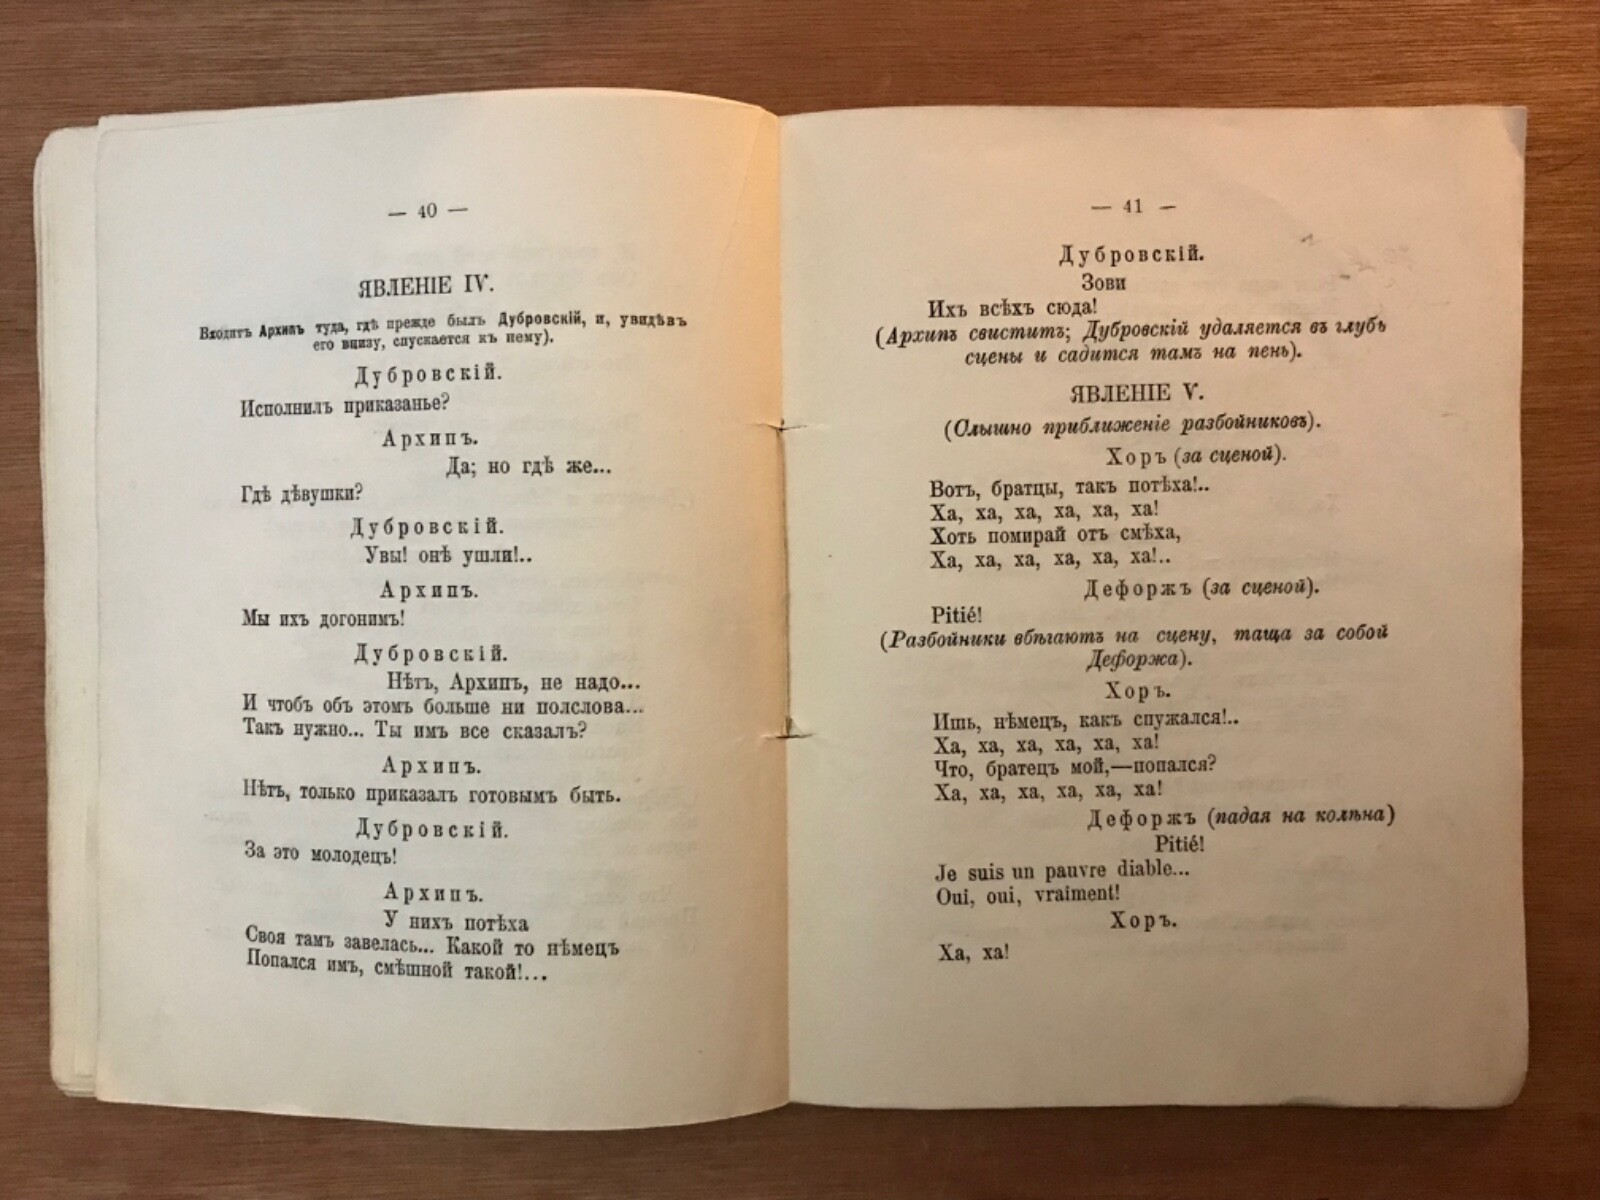 — 40 —
ЯВЛЕНІЕ IV.
Входитъ Архипъ туда, гдѣ прежде былъ Дубровскій, и, увидѣвъ
его внизу, спускается къ нему).
Дубровскій.
Исполнилъ приказанье?
Архипъ.
Да; но гдѣ же...
Гдѣ дѣвушки?
Дубровскій.
Увы! онѣ ушли!..
Архипъ.
Мы ихъ догонимъ!
Дубровскій.
Нѣтъ, Архипъ, не надо...
И чтобъ объ этомъ больше ни полслова...
Такъ нужно... Ты имъ все сказалъ?
Архипъ.
Нѣтъ, только приказалъ готовымъ быть.
Дубровскій.
За это молодецъ!
Архипъ.
У нихъ потѣха
Своя тамъ завелась... Какой то нѣмецъ
Попался имъ, смѣшной такой!...
— 41 —
Дубровскій.
Зови
Ихъ всѣхъ сюда!
(Архипъ свиститъ; Дубровскій удаляется въ глубь
сцены и садится тамъ на пень).
ЯВЛЕНІЕ V.
(Слышно приближеніе разбойниковъ).
Хоръ (за сценой).
Вотъ, братцы, такъ потѣха!..
Ха, ха, ха, ха, ха, ха!
Хоть помирай отъ смѣха,
Ха, ха, ха, ха, ха, ха!..
Дефоржъ (за сценой).
Pitié!
(Разбойники вбѣгаютъ на сцену, таща за собой
Дефоржа).
Хоръ.
Ишь, нѣмецъ, какъ спужался!..
Ха, ха, ха, ха, ха, ха!
Что, братецъ мой,—попался?
Ха, ха, ха, ха, ха, ха!
Дефоржъ (падая на колѣна)
Pitié!
Je suis un pauvre diable...
Oui, oui, vraiment!
Хоръ.
Ха, ха!